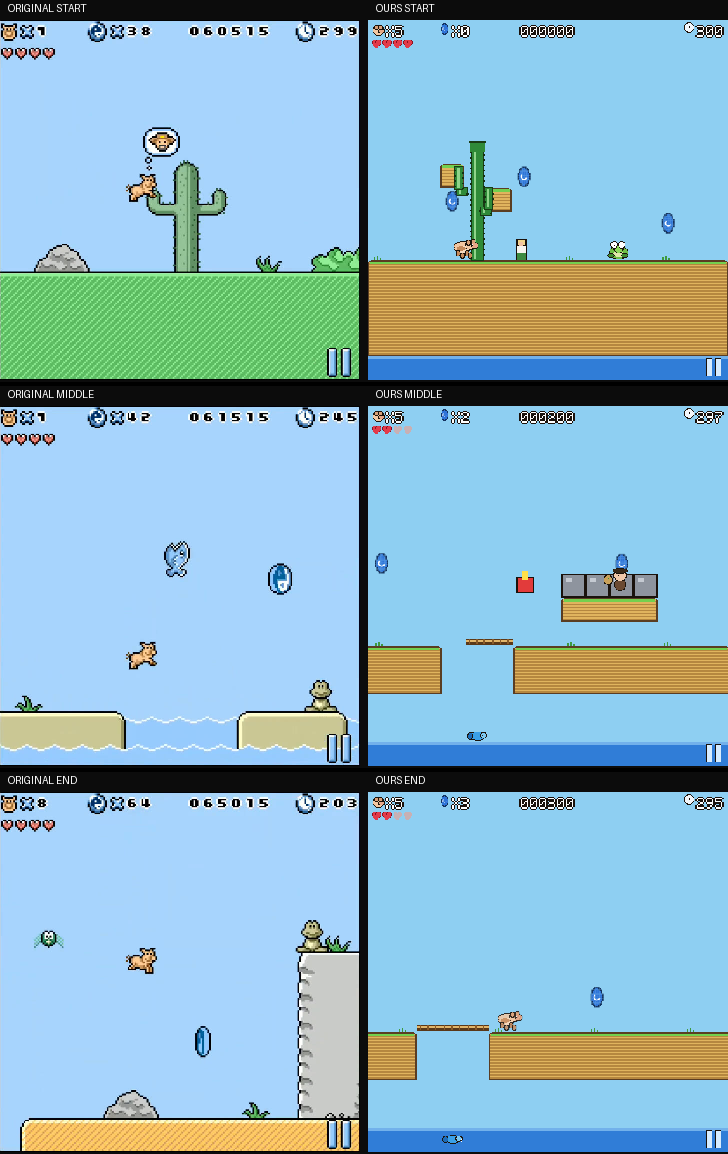 ORIGINAL START
OURS START
1 38 060515 299
5 0 000000 300
ORIGINAL MIDDLE
OURS MIDDLE
1 42 061515 245
5 2 000200 297
ORIGINAL END
OURS END
8 64 065015 203
5 3 000300 295